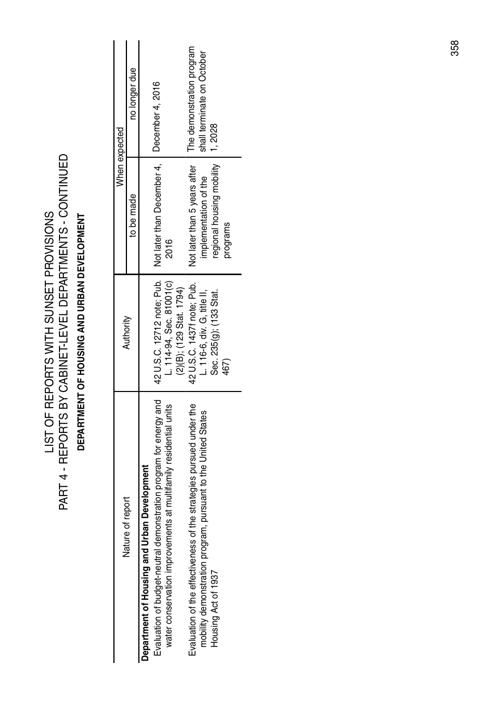 LIST OF REPORTS WITH SUNSET PROVISIONS
PART 4 - REPORTS BY CABINET-LEVEL DEPARTMENTS - CONTINUED
DEPARTMENT OF HOUSING AND URBAN DEVELOPMENT
When expected
Nature of report
Authority
to be made
no longer due
Department of Housing and Urban Development
Evaluation of budget-neutral demonstration program for energy and
water conservation improvements at multifamily residential units
42 U.S.C. 12712 note; Pub.
L. 114-94, Sec. 81001(c)
(2)(B); (129 Stat. 1794)
Not later than December 4,
2016
December 4, 2016
Evaluation of the effectiveness of the strategies pursued under the
mobility demonstration program, pursuant to the United States
Housing Act of 1937
42 U.S.C. 1437f note; Pub.
L. 116-6, div. G, title II,
Sec. 235(g); (133 Stat.
467)
Not later than 5 years after
implementation of the
regional housing mobility
programs
The demonstration program
shall terminate on October
1, 2028
358